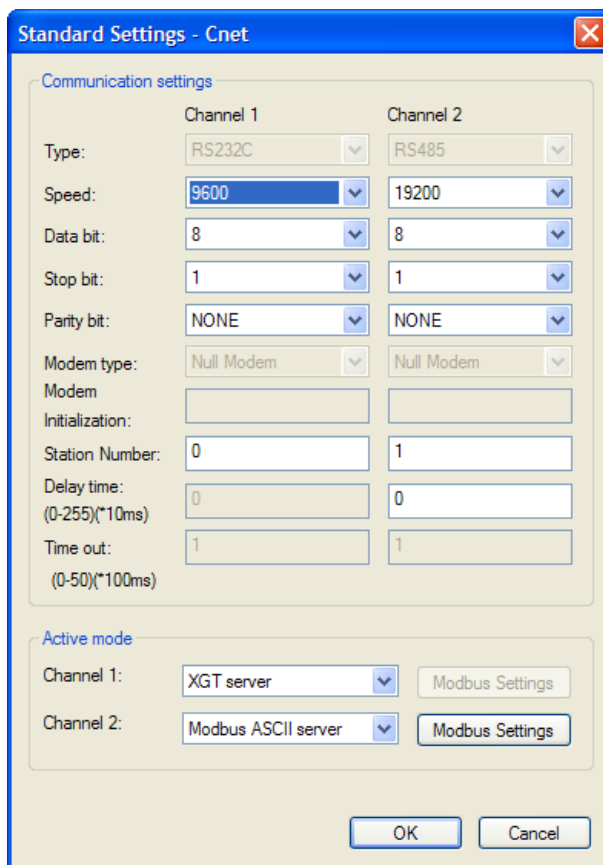 Standard Settings - Cnet
Communication settings
Channel 1 Channel 2
Type: RS232C RS485
Speed: 9600 19200
Data bit: 8 8
Stop bit: 1 1
Parity bit: NONE NONE
Modem type: Null Modem Null Modem
Modem
Initialization:
Station Number: 0 1
Delay time: 0 0
(0-255)(*10ms)
Time out: 1 1
(0-50)(*100ms)
Active mode
Channel 1: XGT server Modbus Settings
Channel 2: Modbus ASCII server Modbus Settings
OK Cancel